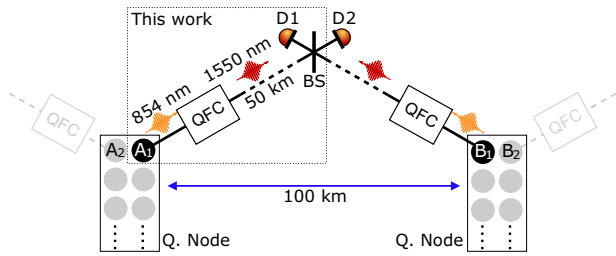 This work
D1 D2
1550 nm
BS
50 km
854 nm
QFC
QFC
QFC
QFC
A2 A1
B1 B2
100 km
Q. Node
Q. Node